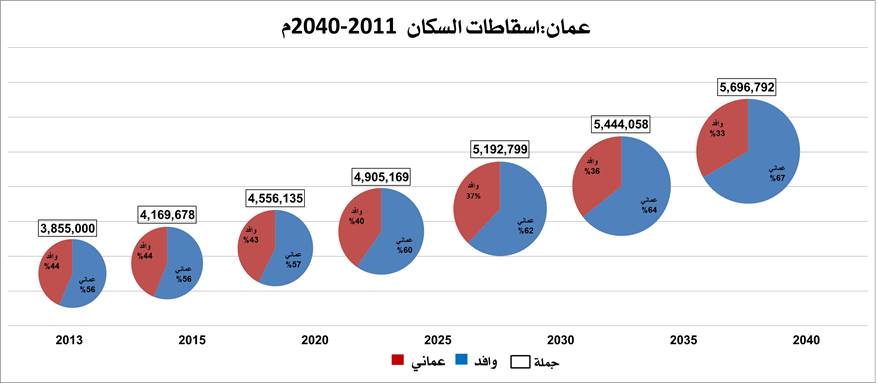 عمان:اسقاطات السكان 2011-2040م
5,696,792
وافد
%33
عماني
%67
5,444,058
وافد
%36
عماني
%64
5,192,799
وافد
37%
عماني
%62
4,905,169
وافد
%40
عماني
%60
4,556,135
وافد
%43
عماني
%57
4,169,678
وافد
%44
عماني
%56
3,855,000
وافد
%44
عماني
%56
2013 2015 2020 2025 2030 2035 2040
جملة وافد عماني